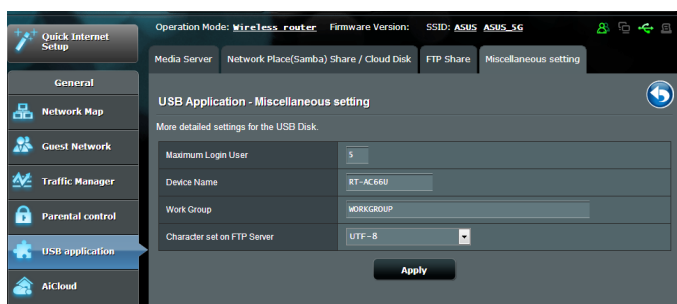 Quick Internet
Setup
General
Network Map
Guest Network
Traffic Manager
Parental control
USB application
AiCloud
Operation Mode: Wireless router Firmware Version: SSID: ASUS ASUS_5G
Media Server Network Place(Samba) Share / Cloud Disk FTP Share Miscellaneous setting
USB Application - Miscellaneous setting
More detailed settings for the USB Disk.
Maximum Login User 5
Device Name RT-AC66U
Work Group WORKGROUP
Character set on FTP Server UTF-8
Apply